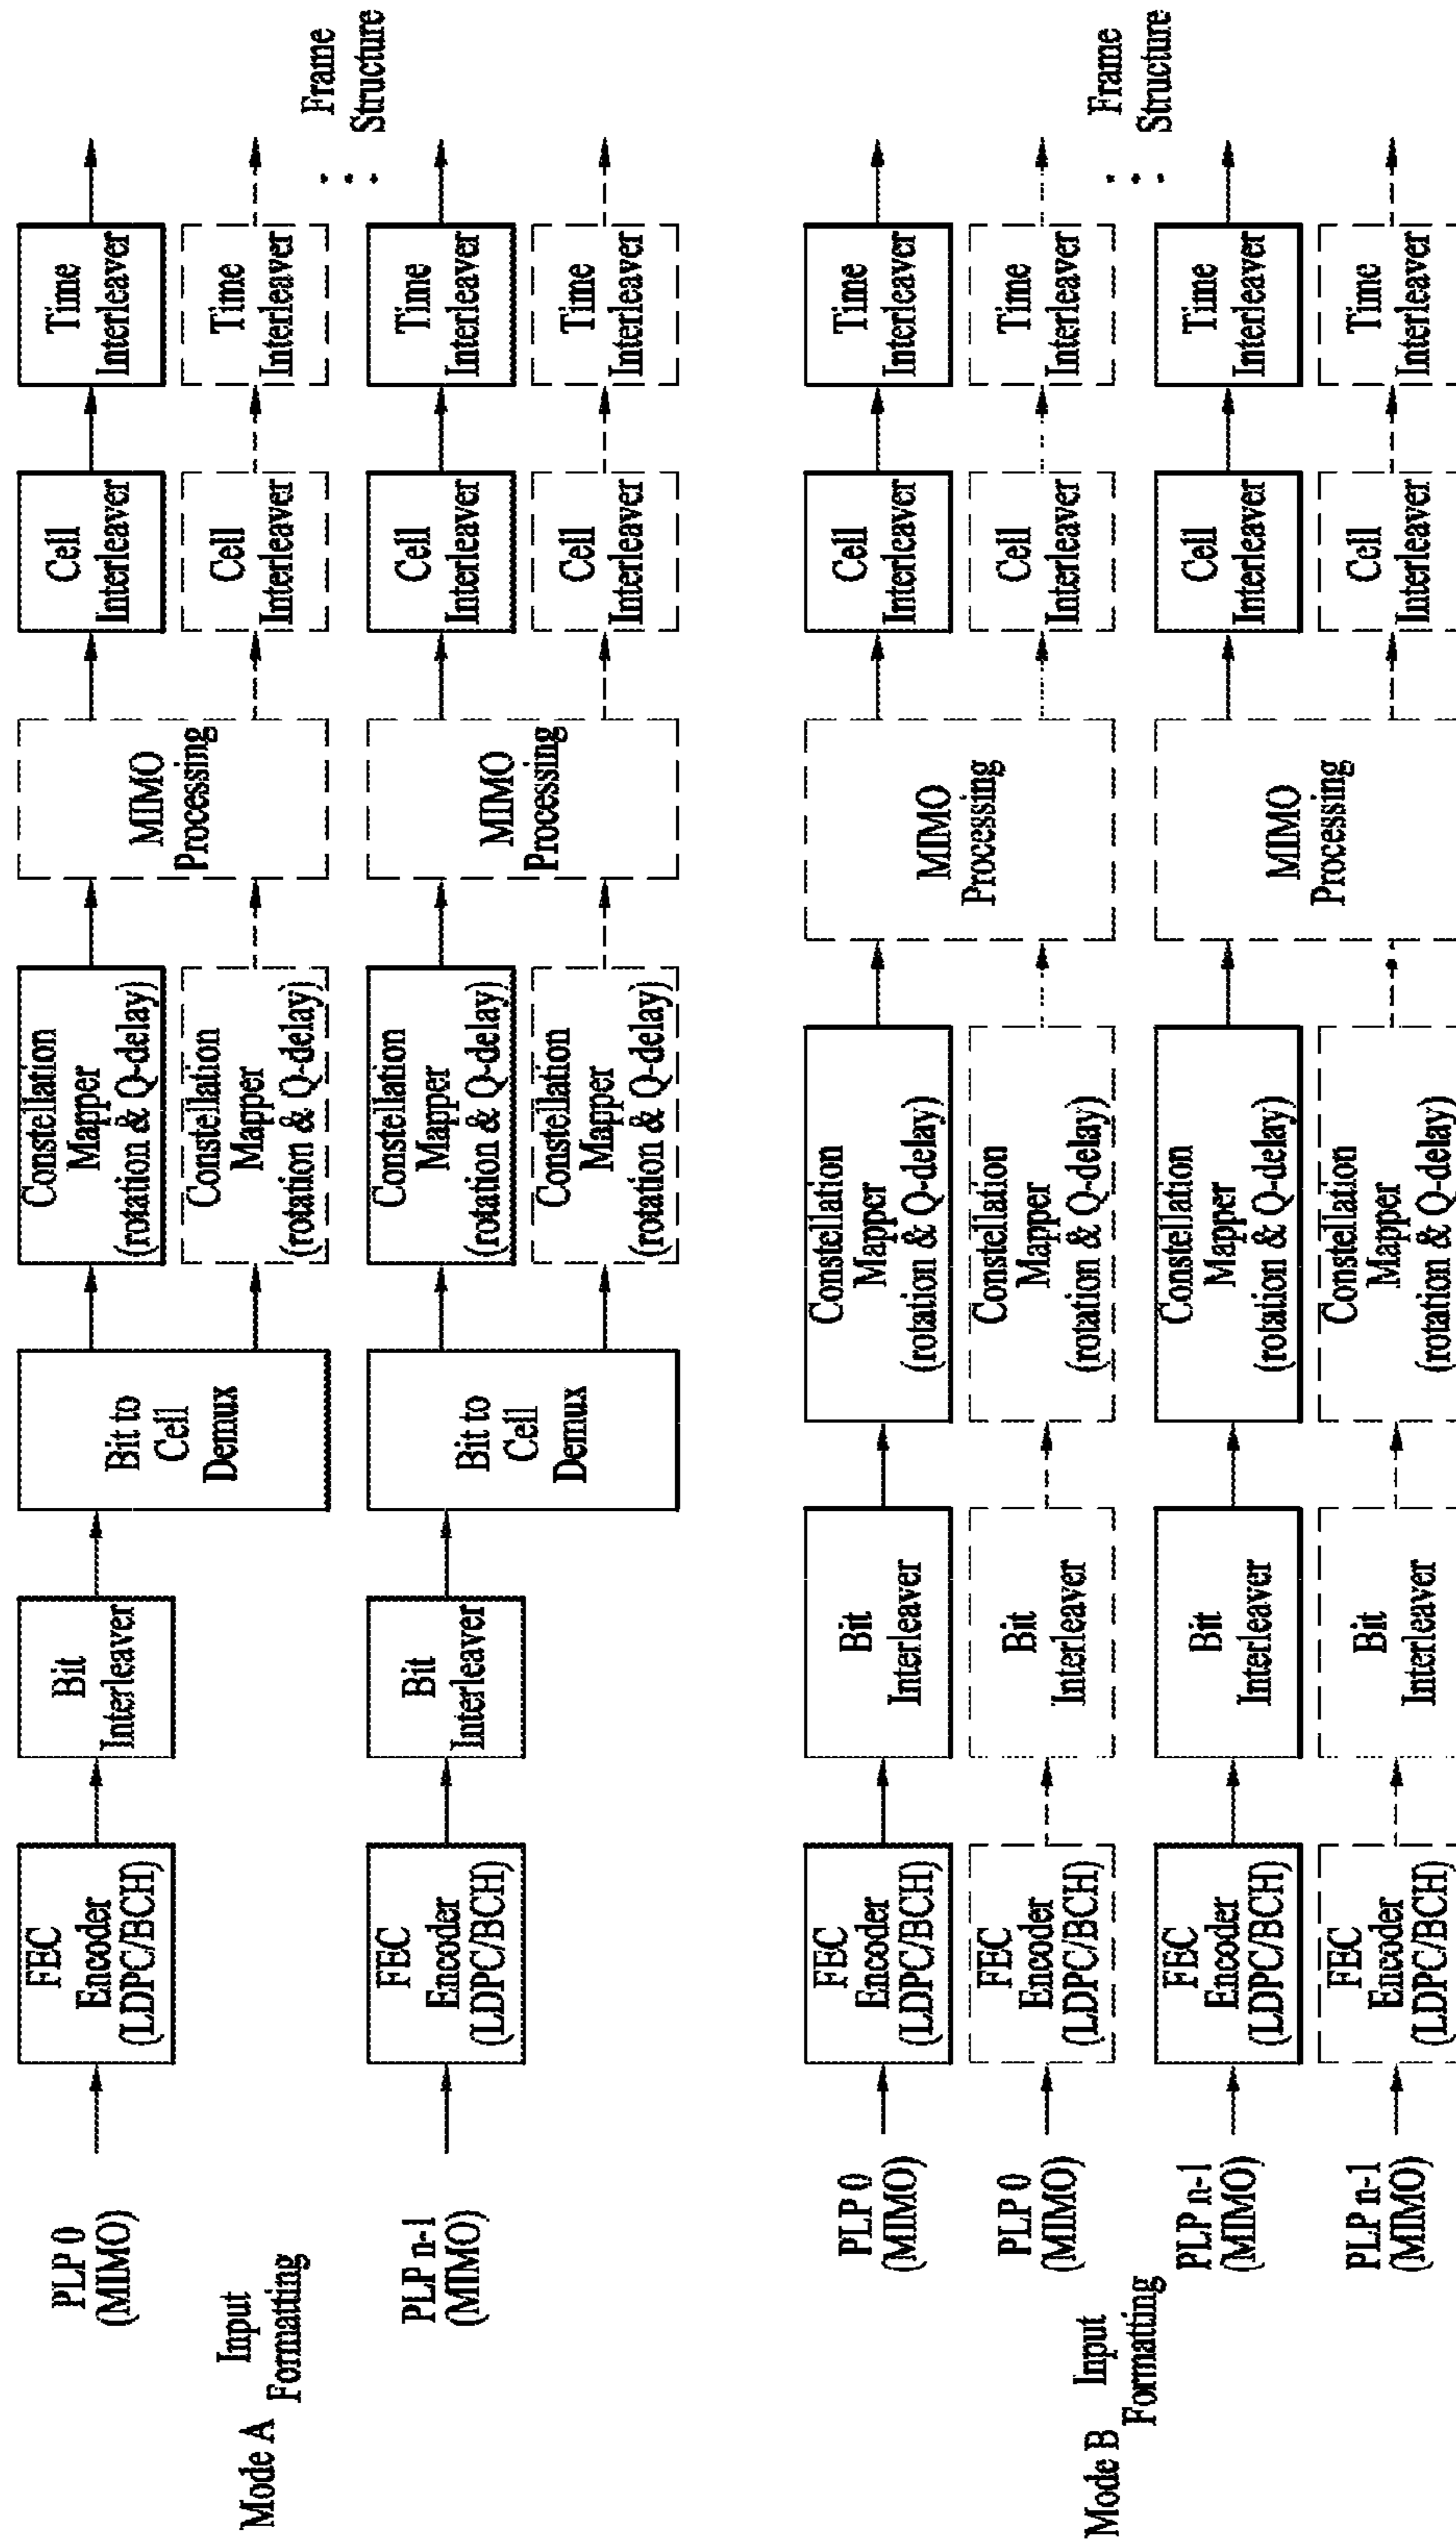 Mode A
Input
Formatting
PLP 0
(MIMO)
FEC
Encoder
(LDPC/BCH)
Bit
Interleaver
Bit to
Cell
Demux
Constellation
Mapper
(rotation & Q-delay)
Constellation
Mapper
(rotation & Q-delay)
MIMO
Processing
Cell
Interleaver
Cell
Interleaver
Time
Interleaver
Time
Interleaver
PLP n-1
(MIMO)
FEC
Encoder
(LDPC/BCH)
Bit
Interleaver
Bit to
Cell
Demux
Constellation
Mapper
(rotation & Q-delay)
Constellation
Mapper
(rotation & Q-delay)
MIMO
Processing
Cell
Interleaver
Cell
Interleaver
Time
Interleaver
Time
Interleaver
Frame
Structure
Mode B
Input
Formatting
PLP 0
(MIMO)
FEC
Encoder
(LDPC/BCH)
Bit
Interleaver
Constellation
Mapper
(rotation & Q-delay)
MIMO
Processing
Cell
Interleaver
Time
Interleaver
PLP 0
(MIMO)
FEC
Encoder
(LDPC/BCH)
Bit
Interleaver
Constellation
Mapper
(rotation & Q-delay)
Cell
Interleaver
Time
Interleaver
PLP n-1
(MIMO)
FEC
Encoder
(LDPC/BCH)
Bit
Interleaver
Constellation
Mapper
(rotation & Q-delay)
MIMO
Processing
Cell
Interleaver
Time
Interleaver
PLP n-1
(MIMO)
FEC
Encoder
(LDPC/BCH)
Bit
Interleaver
Constellation
Mapper
(rotation & Q-delay)
Cell
Interleaver
Time
Interleaver
Frame
Structure